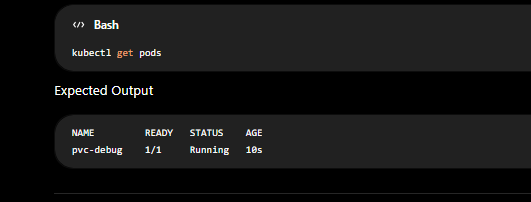 Bash
kubectl get pods
Expected Output
NAME READY STATUS AGE
pvc-debug 1/1 Running 10s